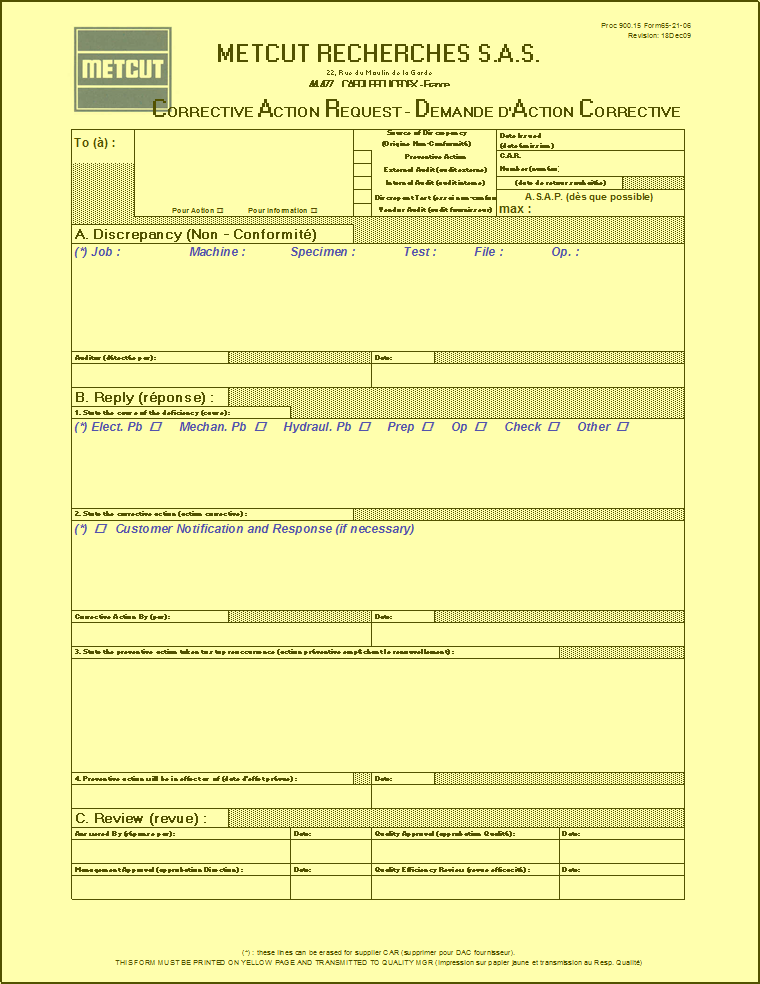 Proc 900.15 Form65-21-06
Revision: 18Dec09
METCUT
METCUT RECHERCHES S.A.S.
22, Rue du Moulin de la Garde
France
CORRECTIVE ACTION REQUEST - DEMANDE D'ACTION CORRECTIVE
To (à) :
Pour Action □ Pour Information □
Source of Discrepancy
(Origine Non-Conformité)
Preventive Action
External Audit (audit externe)
Internal Audit (audit interne)
Discrepant Test (essai non-conforme
Vendor Audit (audit fournisseur)
Date Issued
(date émission)
C.A.R.
Number (numéro)
(date de retour souhaitée)
A.S.A.P. (dès que possible)
max :
A. Discrepancy (Non - Conformité)
(*) Job : Machine : Specimen : Test : File : Op. :
Auditor (détectée par): Date:
B. Reply (réponse) :
1. State the cause of the deficiency (cause):
(*) Elect. Pb □ Mechan. Pb □ Hydraul. Pb □ Prep □ Op □ Check □ Other □
2. State the corrective action (action corrective) :
(*) □ Customer Notification and Response (if necessary)
Corrective Action By (par): Date:
3. State the preventive action taken to stop reoccurrence (action préventive empêchant le renouvellement) :
4. Preventive action will be in effect as of (date d'effet prévue) : Date:
C. Review (revue) :
Answered By (réponse par): Date: Quality Approval (approbation Qualité): Date:
Management Approval (approbation Direction) : Date: Quality Efficiency Review (revue efficacité) : Date:
(*) : these lines can be erased for supplier CAR (supprimer pour DAC fournisseur).
THIS FORM MUST BE PRINTED ON YELLOW PAGE AND TRANSMITTED TO QUALITY MGR (impression sur papier jaune et transmission au Resp. Qualité)